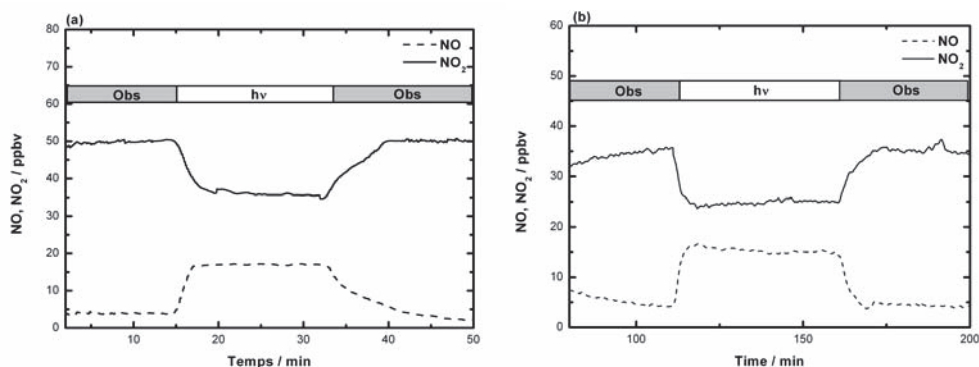 (a)
NO
NO₂
Obs
hν
Obs
NO, NO₂ / ppbv
80
70
60
50
40
30
20
10
0
10
20
30
40
50
Temps / min
(b)
NO
NO₂
Obs
hν
Obs
NO, NO₂ / ppbv
60
50
40
30
20
10
0
100
150
200
Time / min